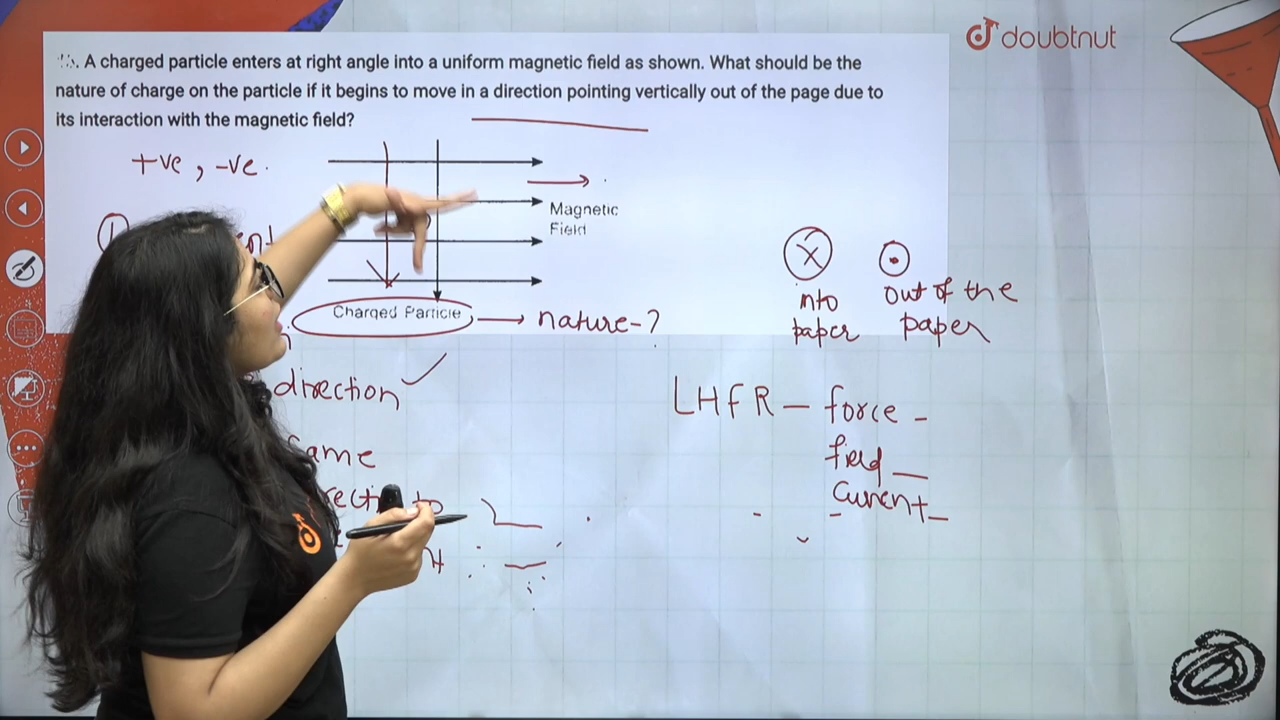 doubtnut
A charged particle enters at right angle into a uniform magnetic field as shown. What should be the
nature of charge on the particle if it begins to move in a direction pointing vertically out of the page due to
its interaction with the magnetic field?
+ve, -ve.
Magnetic
Field
Charged Particle
nature-?
into
paper
out of the
paper
direction
LHFR - force -
field -
Current -